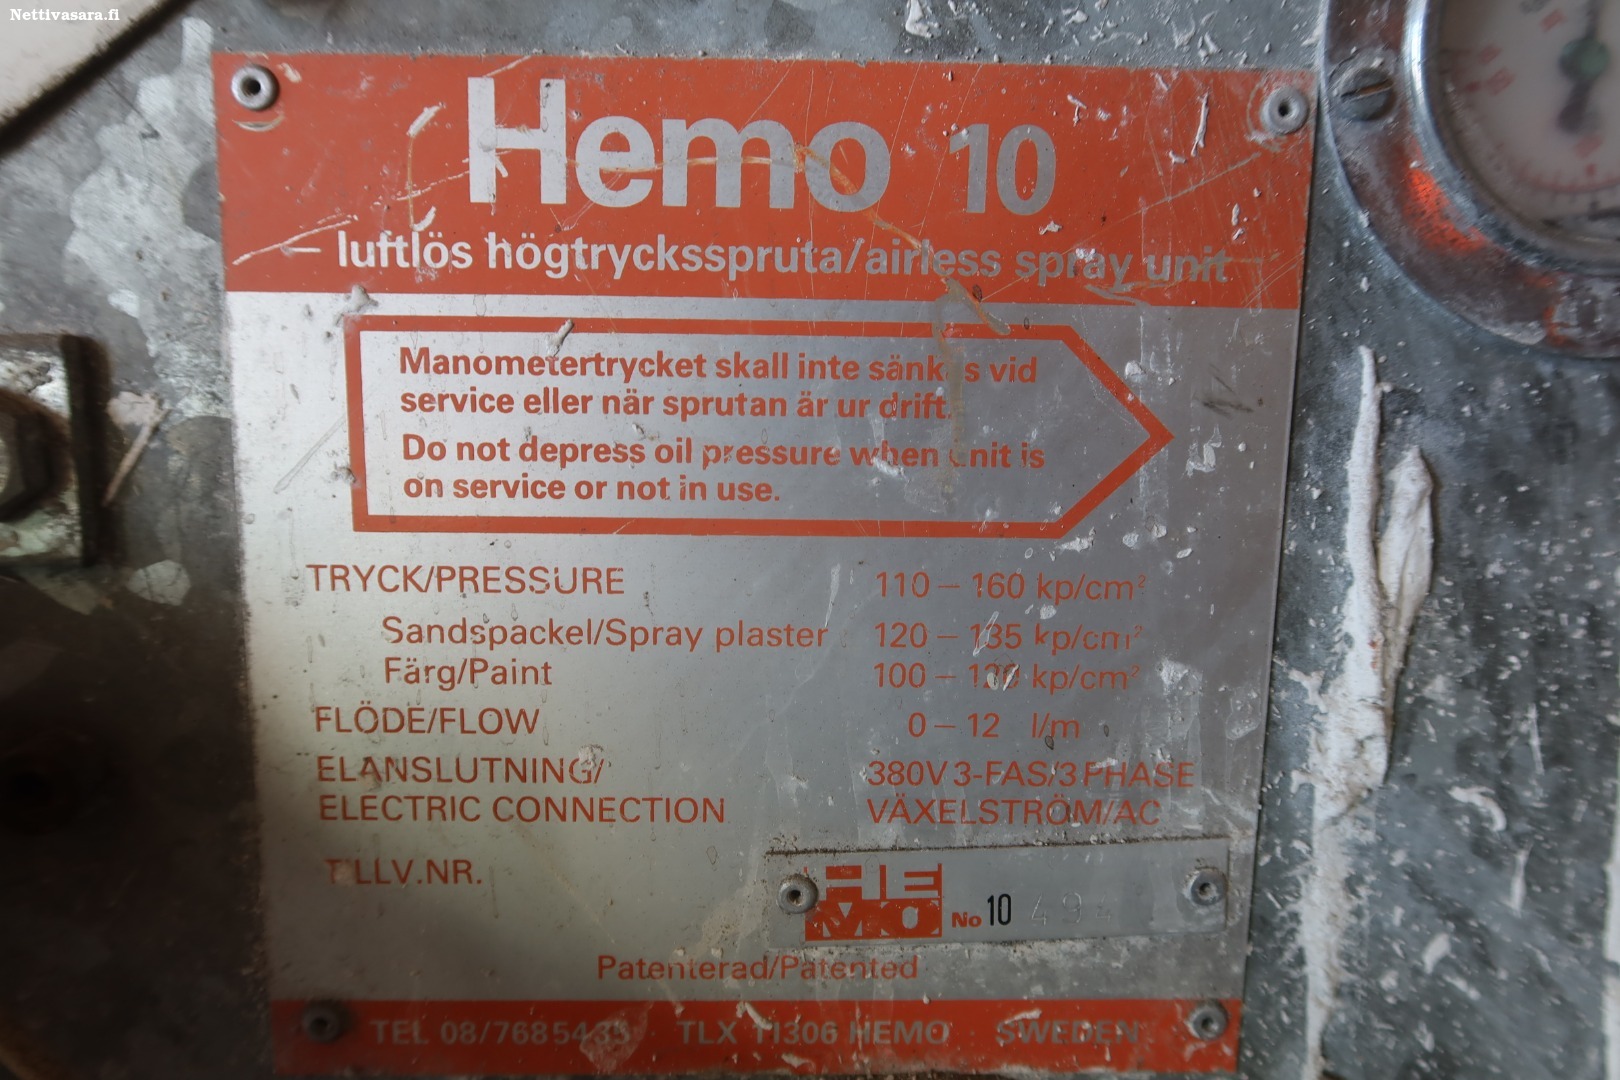 Nettivasara.fi
Hemo 10
– luftlös högtrycksspruta/airless spray unit
Manometertrycket skall inte sänkas vid
service eller när sprutan är ur drift.
Do not depress oil pressure when unit is
on service or not in use.
TRYCK/PRESSURE 110 – 160 kp/cm²
Sandspackel/Spray plaster 120 – 135 kp/cm²
Färg/Paint 100 – 120 kp/cm²
FLÖDE/FLOW 0 – 12 l/m
ELANSLUTNING/ 380V 3-FAS/3 PHASE
ELECTRIC CONNECTION VÄXELSTRÖM/AC
TILLV.NR. HEMO No 10
Patenterad/Patented
TEL 08/7685435 TLX 11306 HEMO · SWEDEN